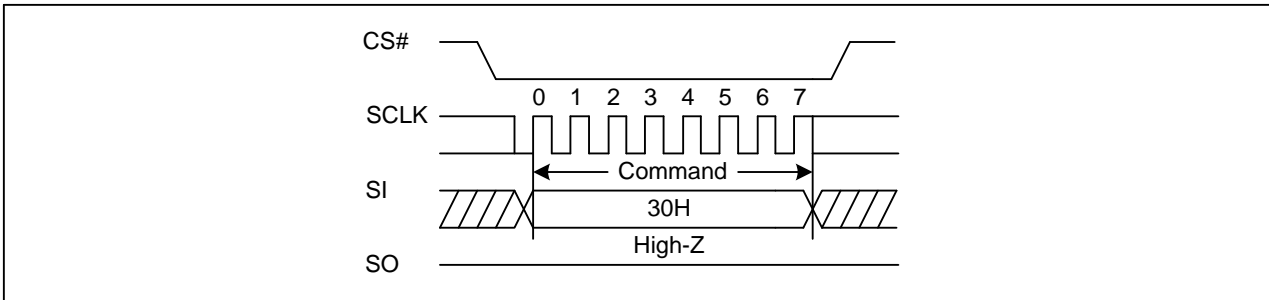 CS#
0 1 2 3 4 5 6 7
SCLK
Command
SI
30H
High-Z
SO